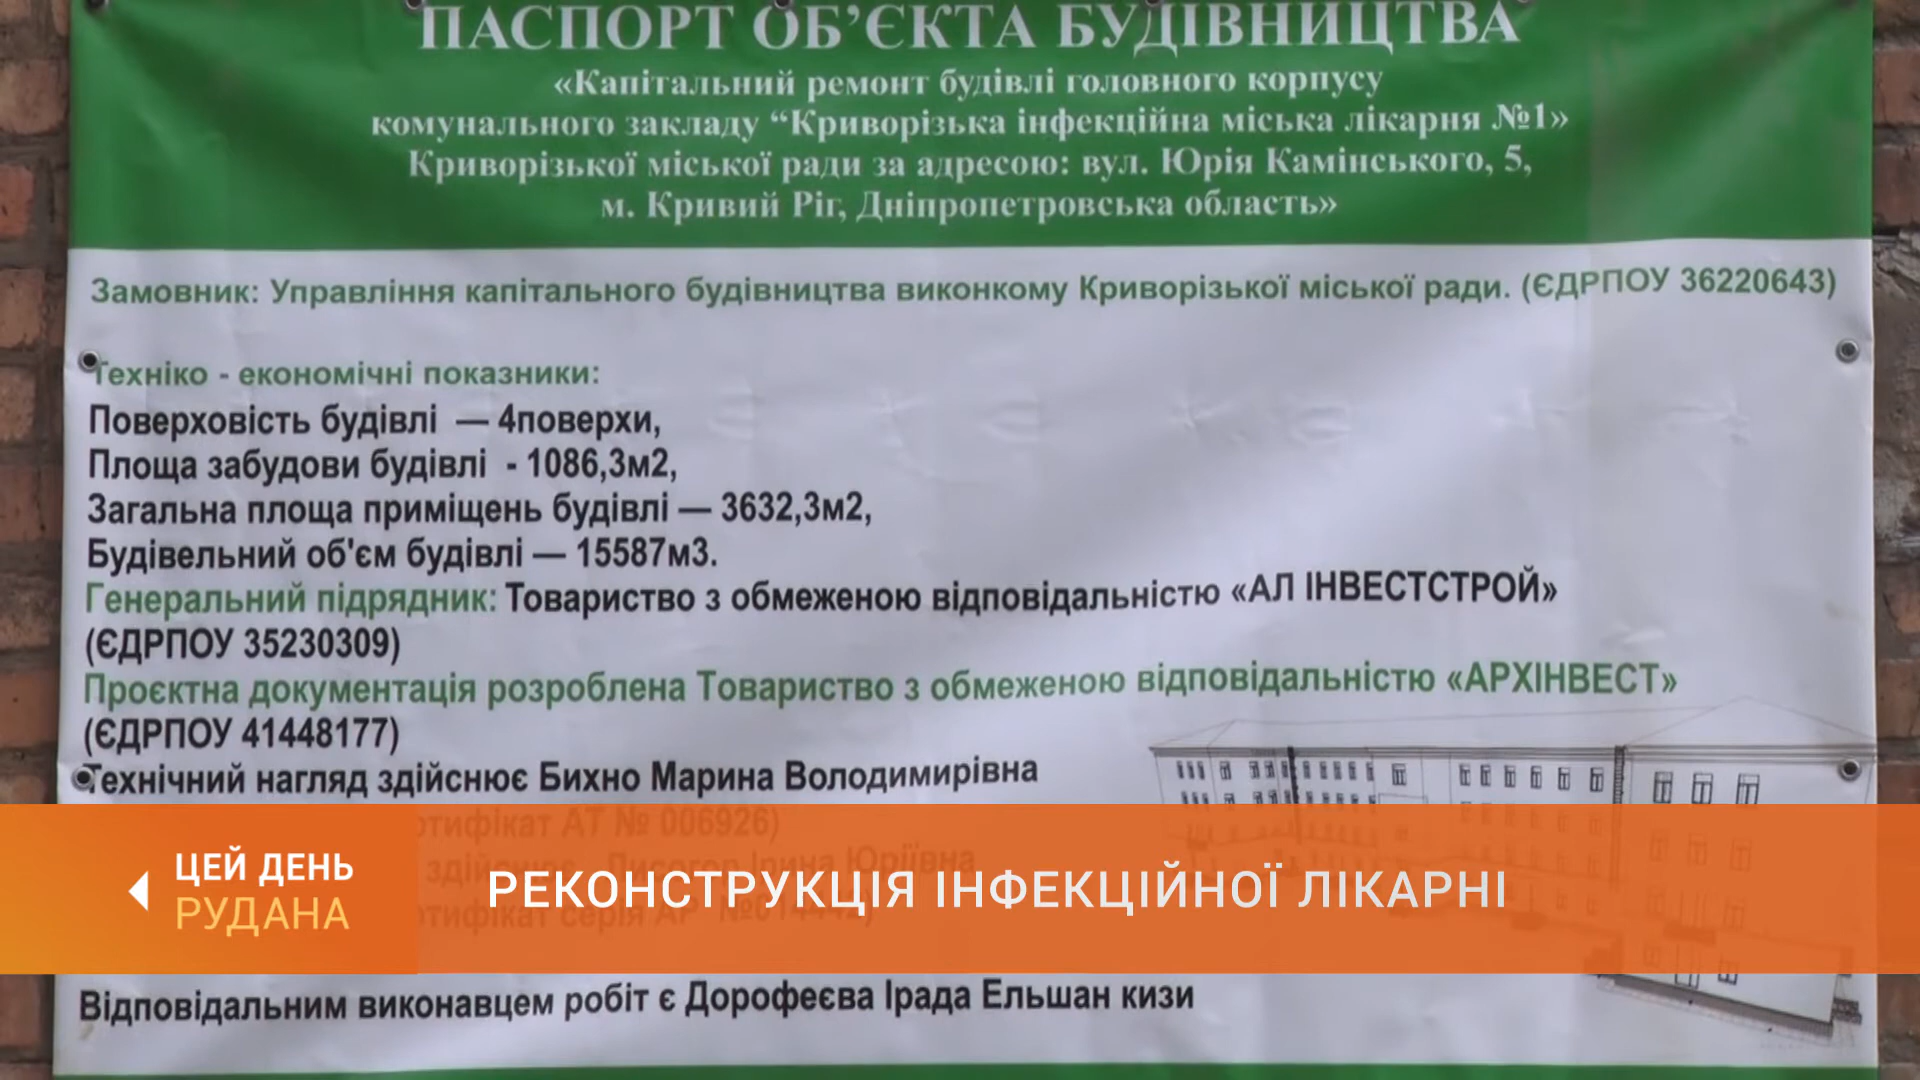 ПАСПОРТ ОБ’ЄКТА БУДІВНИЦТВА
«Капітальний ремонт будівлі головного корпусу
комунального закладу “Криворізька інфекційна міська лікарня №1»
Криворізької міської ради за адресою: вул. Юрія Камінського, 5,
м. Кривий Ріг, Дніпропетровська область»
Замовник: Управління капітального будівництва виконкому Криворізької міської ради. (ЄДРПОУ 36220643)
Техніко - економічні показники:
Поверховість будівлі — 4поверхи,
Площа забудови будівлі - 1086,3м2,
Загальна площа приміщень будівлі — 3632,3м2,
Будівельний об'єм будівлі — 15587м3.
Генеральний підрядник: Товариство з обмеженою відповідальністю «АЛ ІНВЕСТСТРОЙ»
(ЄДРПОУ 35230309)
Проєктна документація розроблена Товариство з обмеженою відповідальністю «АРХІНВЕСТ»
(ЄДРПОУ 41448177)
Технічний нагляд здійснює Бихно Марина Володимирівна
АТ № 006926)
ЦЕЙ ДЕНЬ
РУДАНА
РЕКОНСТРУКЦІЯ ІНФЕКЦІЙНОЇ ЛІКАРНІ
Відповідальним виконавцем робіт є Дорофеєва Ірада Ельшан кизи